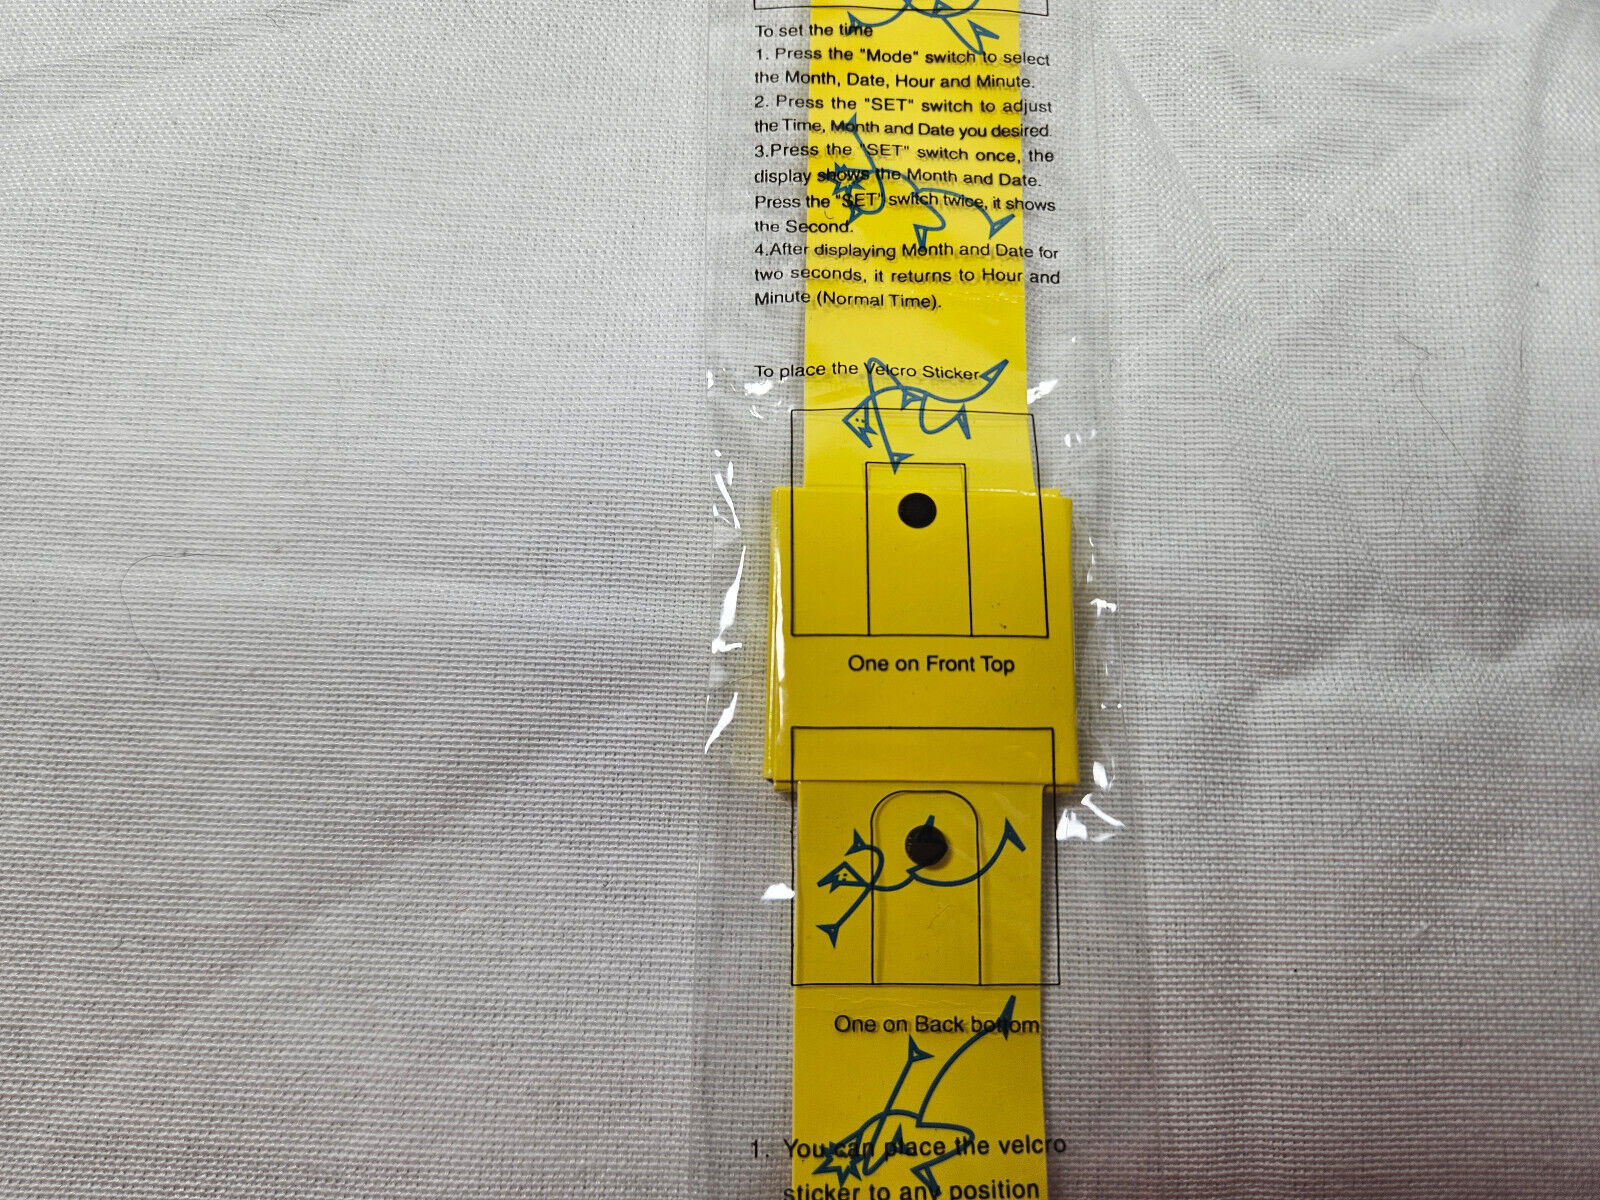 To set the time
1. Press the "Mode" switch to select
the Month, Date, Hour and Minute.
2. Press the "SET" switch to adjust
the Time, Month and Date you desired.
3.Press the "SET" switch once, the
display shows the Month and Date.
Press the "SET" switch twice, it shows
the Second.
4.After displaying Month and Date for
two seconds, it returns to Hour and
Minute (Normal Time).
To place the Velcro Sticker
One on Front Top
One on Back bottom
1. You can place the velcro
sticker to any position